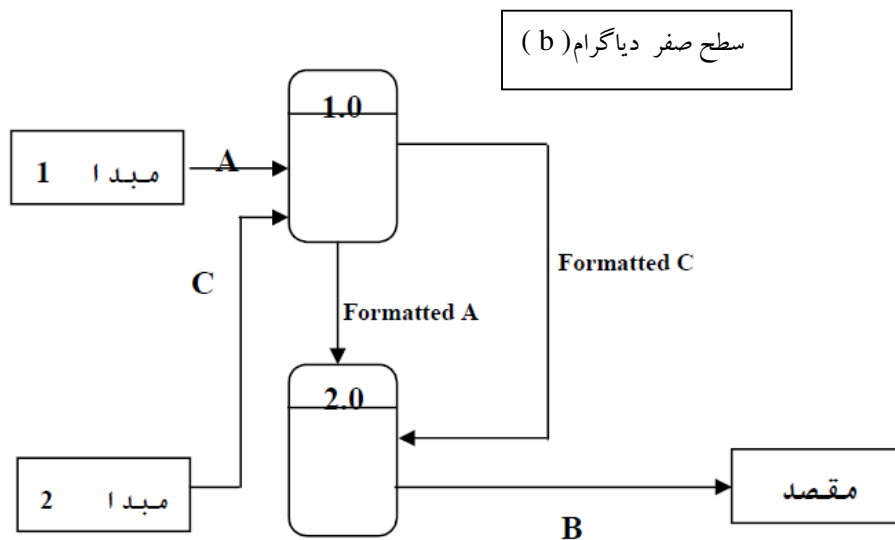 سطح صفر دیاگرام( b )
1.0
مبدا 1
A
C
Formatted C
Formatted A
2.0
مبدا 2
مقصد
B